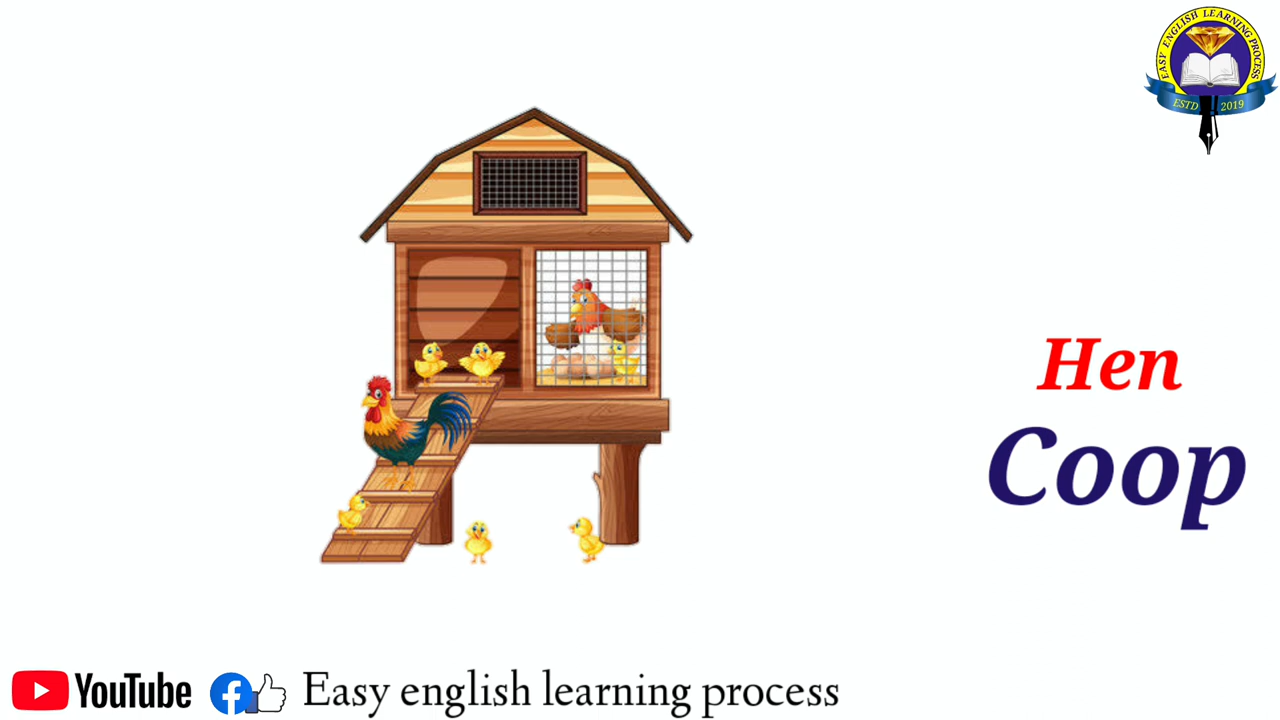 EASY ENGLISH LEARNING PROCESS
ESTD 2019
Hen
Coop
YouTube
Easy english learning process